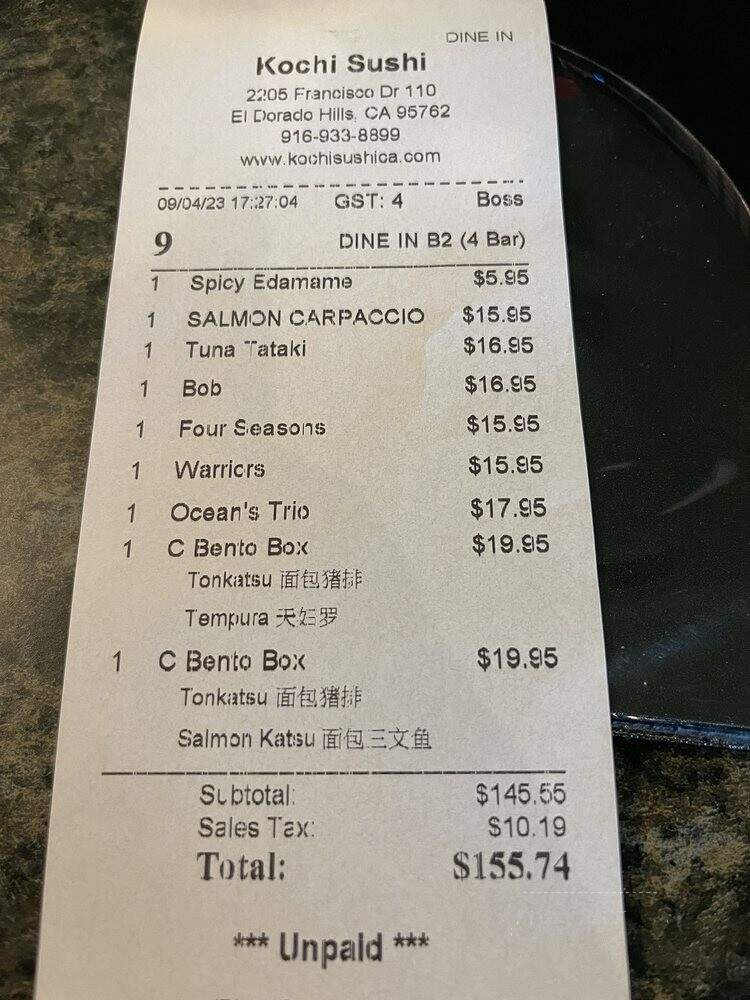 DINE IN
Kochi Sushi
2205 Francisco Dr 110
El Dorado Hills, CA 95762
916-933-8899
www.kochisushica.com
09/04/23 17:27:04 GST: 4 Boss
9 DINE IN B2 (4 Bar)
1 Spicy Edamame $5.95
1 SALMON CARPACCIO $15.95
1 Tuna Tataki $16.95
1 Bob $16.95
1 Four Seasons $15.95
1 Warriors $15.95
1 Ocean's Trio $17.95
1 C Bento Box $19.95
Tonkatsu 面包猪排
Tempura 天妇罗
1 C Bento Box $19.95
Tonkatsu 面包猪排
Salmon Katsu 面包三文鱼
Subtotal: $145.55
Sales Tax: $10.19
Total: $155.74
*** Unpaid ***